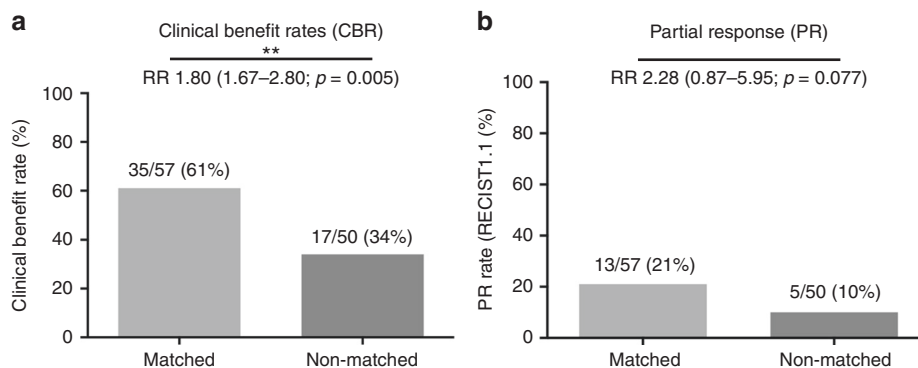 a
Clinical benefit rates (CBR)
**
RR 1.80 (1.67–2.80; p = 0.005)
Clinical benefit rate (%)
100
80
60
40
20
0
35/57 (61%)
17/50 (34%)
Matched
Non-matched
b
Partial response (PR)
RR 2.28 (0.87–5.95; p = 0.077)
PR rate (RECIST1.1 (%)
100
80
60
40
20
0
13/57 (21%)
5/50 (10%)
Matched
Non-matched